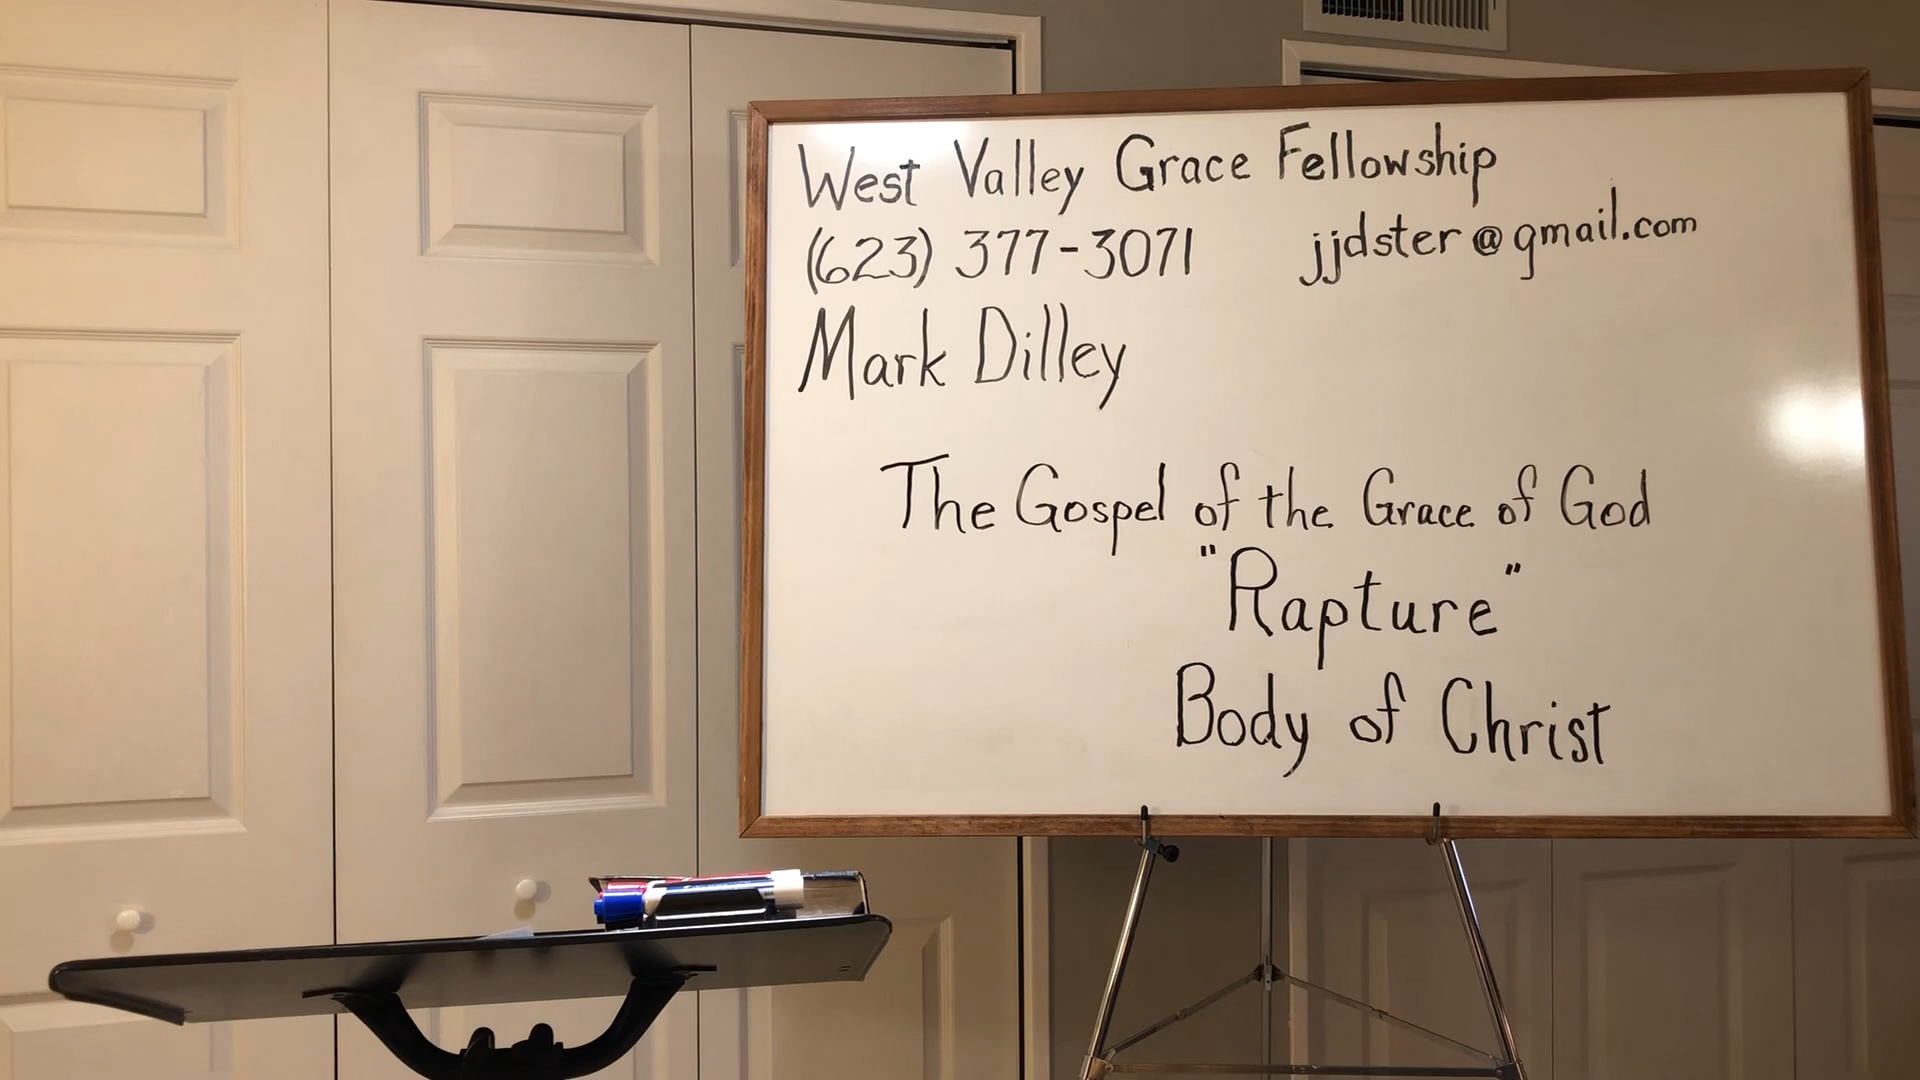 West Valley Grace Fellowship
(623) 377-3071 jjdster@gmail.com
Mark Dilley
The Gospel of the Grace of God
"Rapture"
Body of Christ